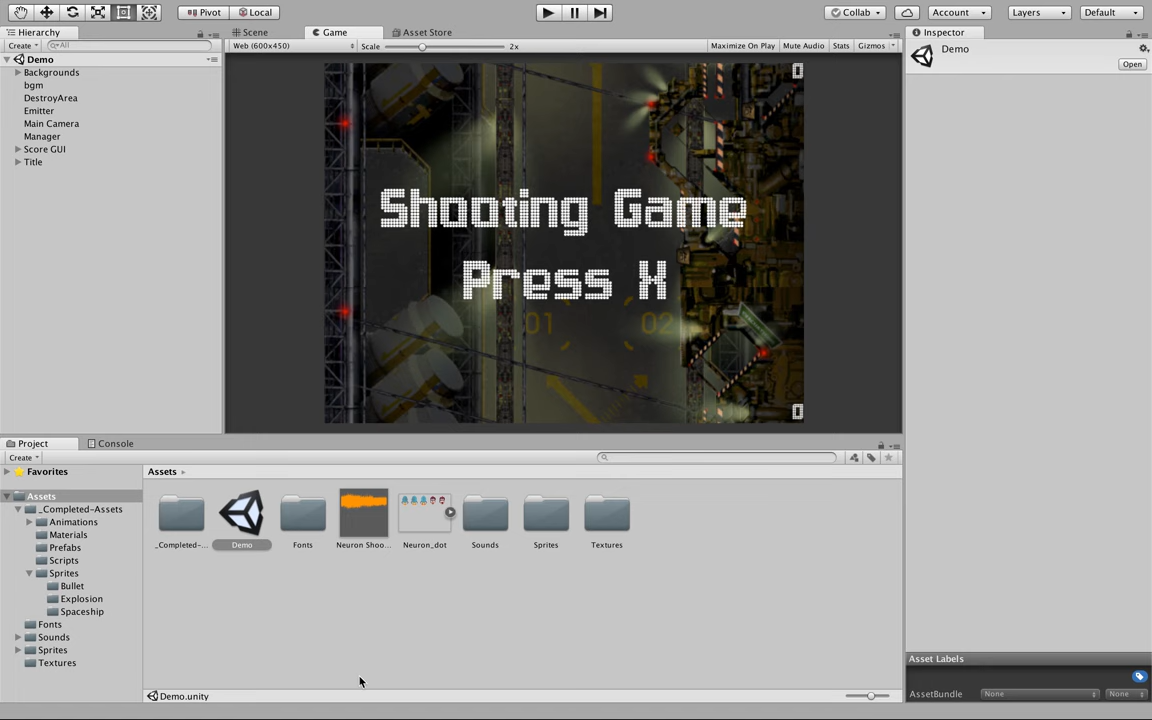 Pivot Local Collab Account Layers Default
Hierarchy Scene Game Asset Store Inspector
Create All Web (600x450) Scale 2x Maximize On Play Mute Audio Stats Gizmos
Demo
Backgrounds
bgm
DestroyArea
Emitter
Main Camera
Manager
Score GUI
Title
0
Shooting Game
Press X
01 02
0
Demo
Open
Project Console
Create
Favorites
Assets
_Completed-Assets
Animations
Materials
Prefabs
Scripts
Sprites
Bullet
Explosion
Spaceship
Fonts
Sounds
Sprites
Textures
Assets
_Completed-... Demo Fonts Neuron Shoo... Neuron_dot Sounds Sprites Textures
Demo.unity
Asset Labels
AssetBundle None None